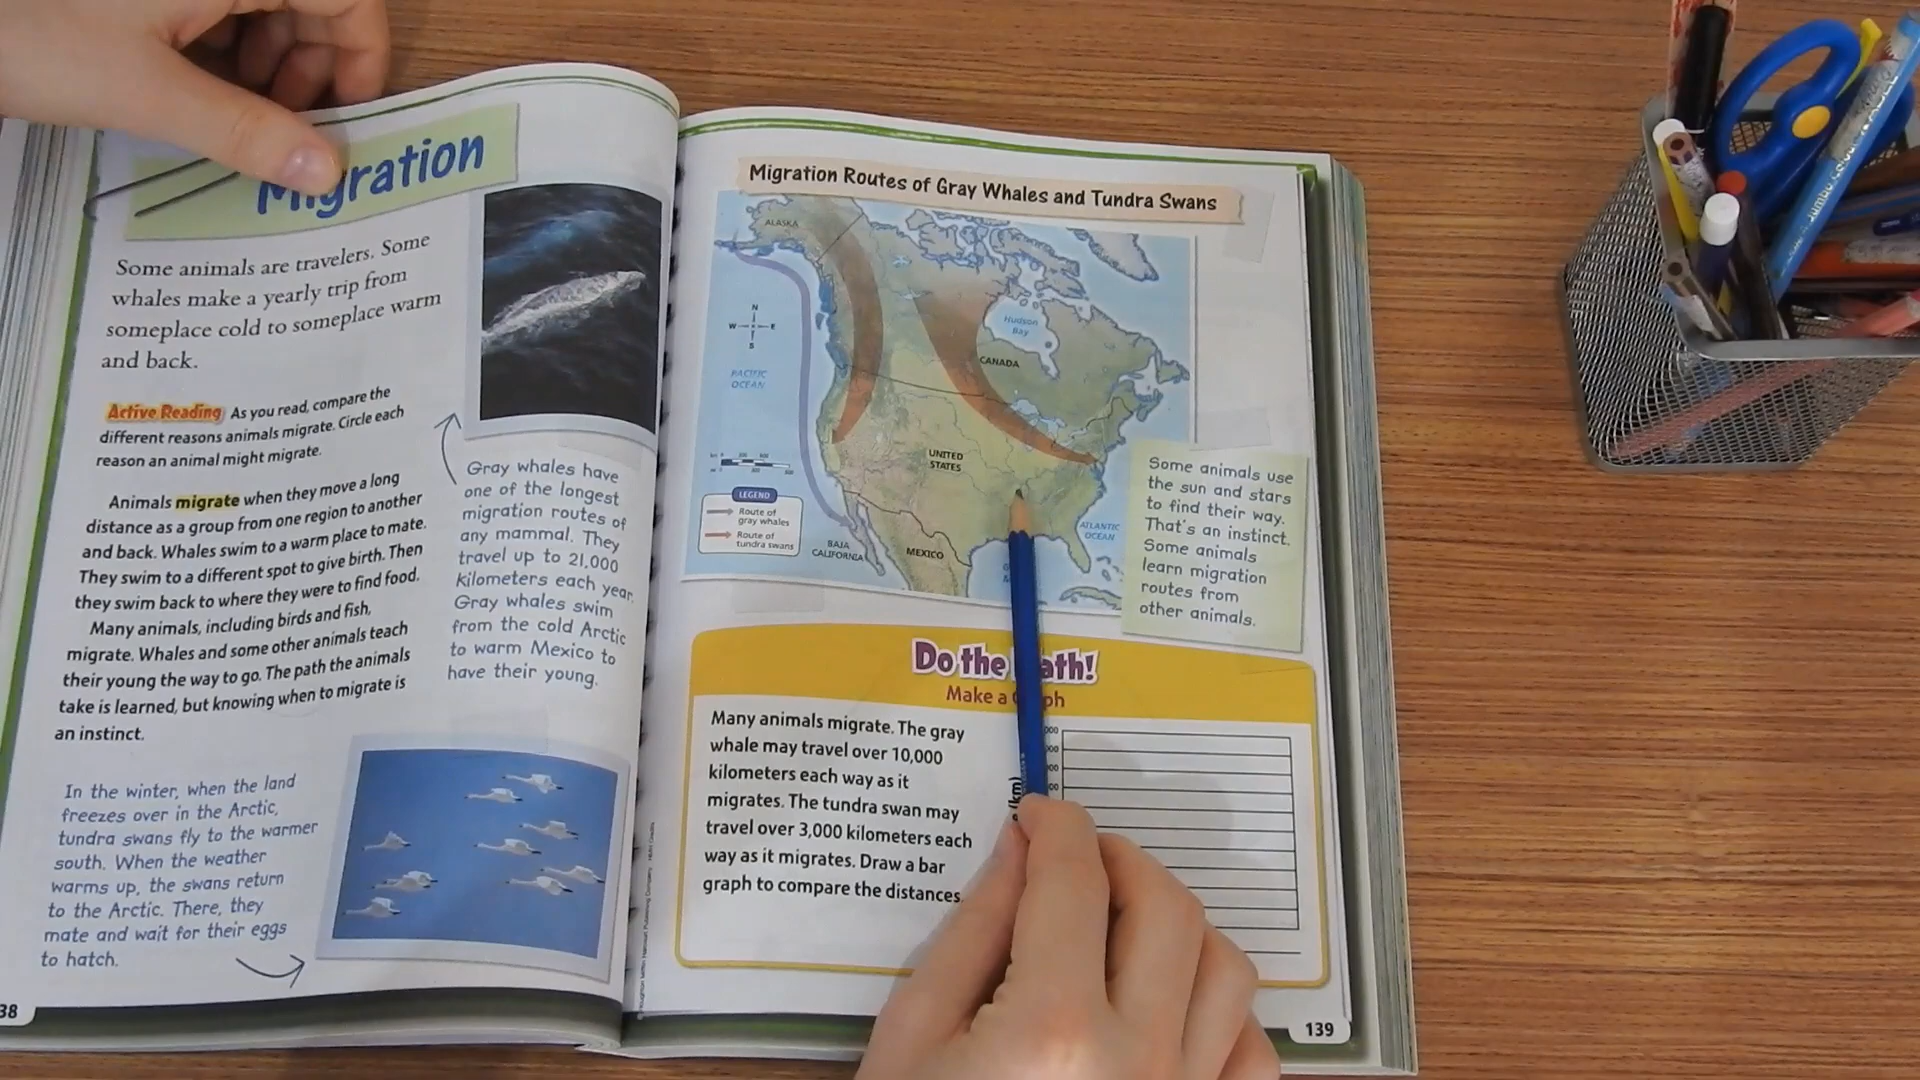 Migration
Some animals are travelers. Some
whales make a yearly trip from
someplace cold to someplace warm
and back.
Active Reading As you read, compare the
different reasons animals migrate. Circle each
reason an animal might migrate.
Animals migrate when they move a long
distance as a group from one region to another
and back. Whales swim to a warm place to mate.
They swim to a different spot to give birth. Then
they swim back to where they were to find food.
Many animals, including birds and fish,
migrate. Whales and some other animals teach
their young the way to go. The path the animals
take is learned, but knowing when to migrate is
an instinct.
Gray whales have
one of the longest
migration routes of
any mammal. They
travel up to 21,000
kilometers each year.
Gray whales swim
from the cold Arctic
to warm Mexico to
have their young.
In the winter, when the land
freezes over in the Arctic,
tundra swans fly to the warmer
south. When the weather
warms up, the swans return
to the Arctic. There, they
mate and wait for their eggs
to hatch.
38
Migration Routes of Gray Whales and Tundra Swans
ALASKA
Hudson
Bay
N
W E
S
CANADA
PACIFIC
OCEAN
UNITED
STATES
LEGEND
Route of
gray whales
Route of
tundra swans
BAJA
CALIFORNIA
MEXICO
ATLANTIC
OCEAN
Some animals use
the sun and stars
to find their way.
That's an instinct.
Some animals
learn migration
routes from
other animals.
Do the ath!
Make a ph
Many animals migrate. The gray
whale may travel over 10,000
kilometers each way as it
migrates. The tundra swan may
travel over 3,000 kilometers each
way as it migrates. Draw a bar
graph to compare the distances.
(km)
139